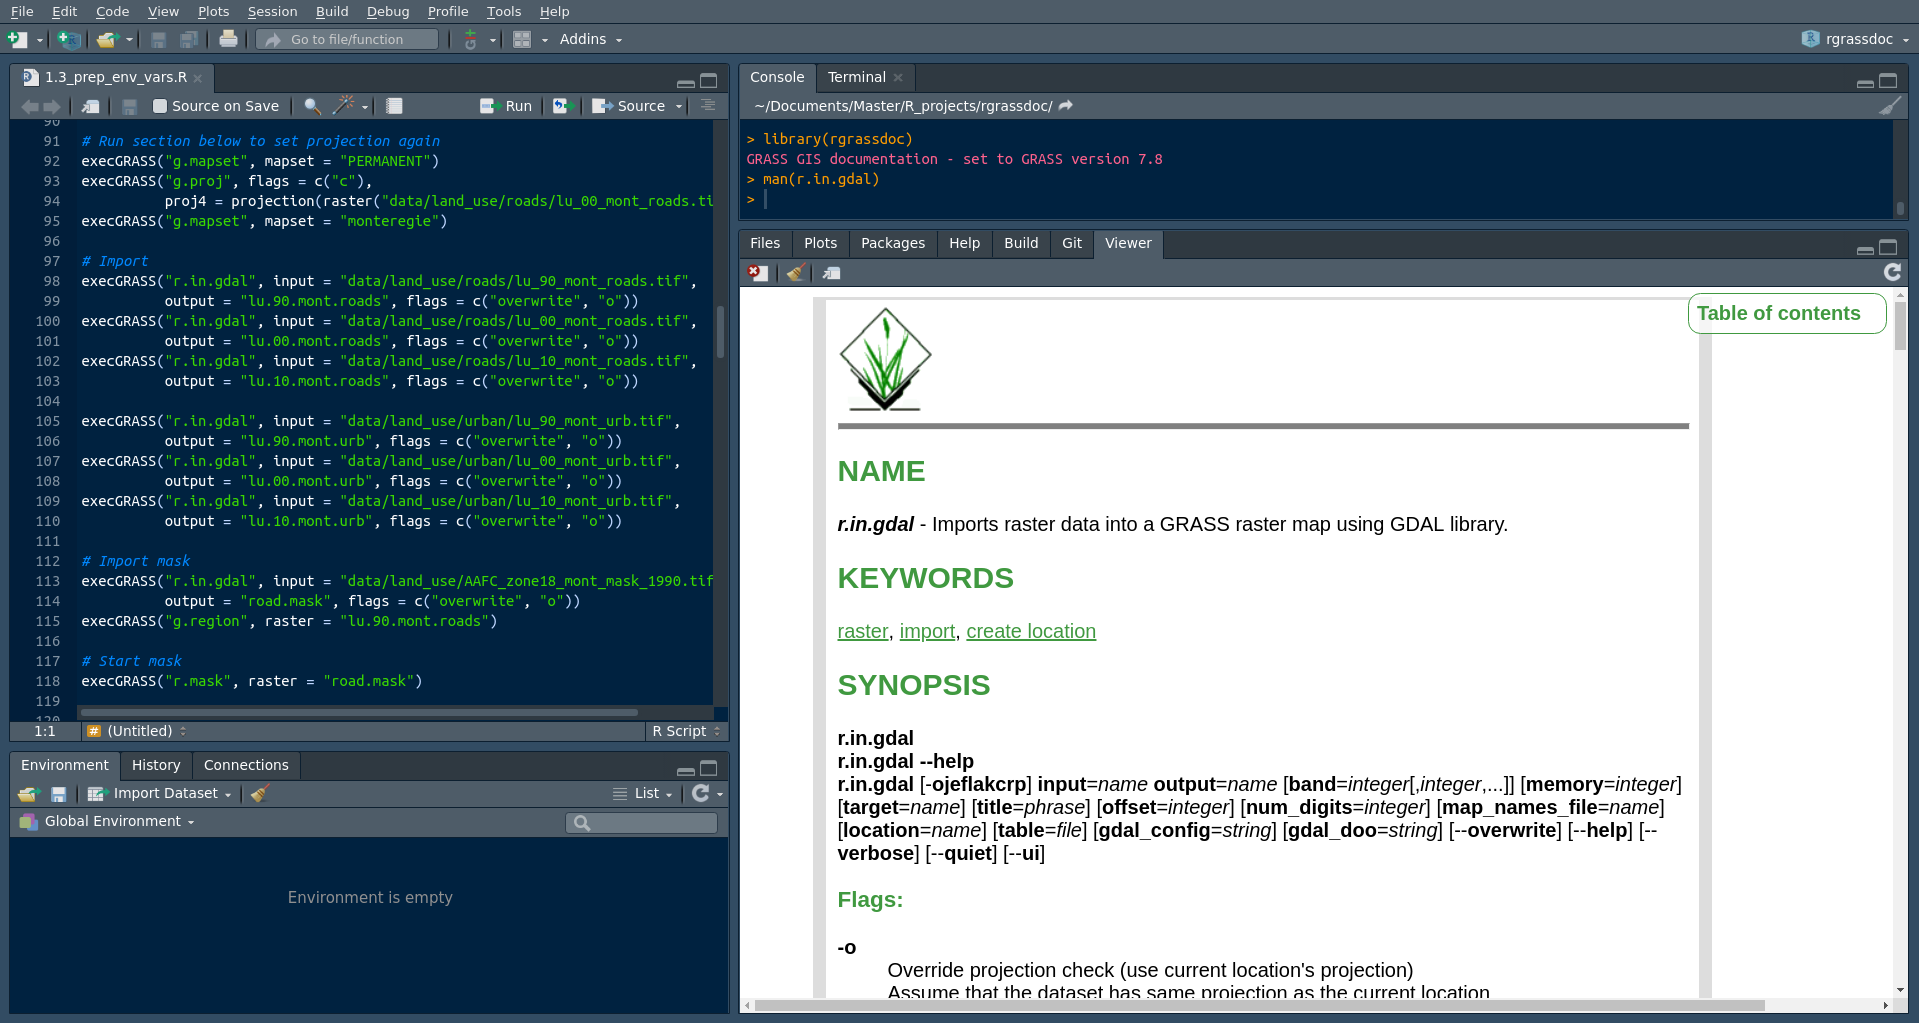 File Edit Code View Plots Session Build Debug Profile Tools Help
Go to file/function Addins rgrassdoc
1.3_prep_env_vars.R
Source on Save Run Source
90
91 # Run section below to set projection again
92 execGRASS("g.mapset", mapset = "PERMANENT")
93 execGRASS("g.proj", flags = c("c"),
94 proj4 = projection(raster("data/land_use/roads/lu_00_mont_roads.ti
95 execGRASS("g.mapset", mapset = "monteregie")
96
97 # Import
98 execGRASS("r.in.gdal", input = "data/land_use/roads/lu_90_mont_roads.tif",
99 output = "lu.90.mont.roads", flags = c("overwrite", "o"))
100 execGRASS("r.in.gdal", input = "data/land_use/roads/lu_00_mont_roads.tif",
101 output = "lu.00.mont.roads", flags = c("overwrite", "o"))
102 execGRASS("r.in.gdal", input = "data/land_use/roads/lu_10_mont_roads.tif",
103 output = "lu.10.mont.roads", flags = c("overwrite", "o"))
104
105 execGRASS("r.in.gdal", input = "data/land_use/urban/lu_90_mont_urb.tif",
106 output = "lu.90.mont.urb", flags = c("overwrite", "o"))
107 execGRASS("r.in.gdal", input = "data/land_use/urban/lu_00_mont_urb.tif",
108 output = "lu.00.mont.urb", flags = c("overwrite", "o"))
109 execGRASS("r.in.gdal", input = "data/land_use/urban/lu_10_mont_urb.tif",
110 output = "lu.10.mont.urb", flags = c("overwrite", "o"))
111
112 # Import mask
113 execGRASS("r.in.gdal", input = "data/land_use/AAFC_zone18_mont_mask_1990.tif
114 output = "road.mask", flags = c("overwrite", "o"))
115 execGRASS("g.region", raster = "lu.90.mont.roads")
116
117 # Start mask
118 execGRASS("r.mask", raster = "road.mask")
119
120
1:1 # (Untitled) R Script
Environment History Connections
Import Dataset List
Global Environment
Environment is empty
Console Terminal
~/Documents/Master/R_projects/rgrassdoc/
> library(rgrassdoc)
GRASS GIS documentation - set to GRASS version 7.8
> man(r.in.gdal)
>
Files Plots Packages Help Build Git Viewer
Table of contents
NAME
r.in.gdal - Imports raster data into a GRASS raster map using GDAL library.
KEYWORDS
raster, import, create location
SYNOPSIS
r.in.gdal
r.in.gdal --help
r.in.gdal [-ojeflakcrp] input=name output=name [band=integer[,integer,...]] [memory=integer]
[target=name] [title=phrase] [offset=integer] [num_digits=integer] [map_names_file=name]
[location=name] [table=file] [gdal_config=string] [gdal_doo=string] [--overwrite] [--help] [--
verbose] [--quiet] [--ui]
Flags:
-o
Override projection check (use current location's projection)
Assume that the dataset has same projection as the current location